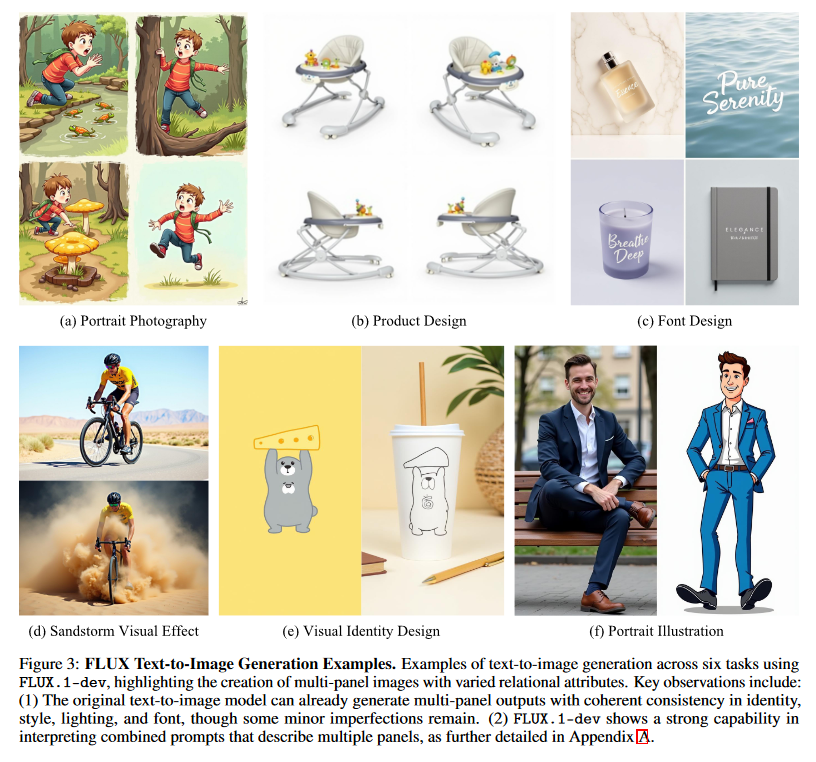 Pure
Serenity
Breathe
Deep
ELEGANCE
(a) Portrait Photography
(b) Product Design
(c) Font Design
(d) Sandstorm Visual Effect
(e) Visual Identity Design
(f) Portrait Illustration
Figure 3: FLUX Text-to-Image Generation Examples. Examples of text-to-image generation across six tasks using
FLUX.1-dev, highlighting the creation of multi-panel images with varied relational attributes. Key observations include:
(1) The original text-to-image model can already generate multi-panel outputs with coherent consistency in identity,
style, lighting, and font, though some minor imperfections remain. (2) FLUX.1-dev shows a strong capability in
interpreting combined prompts that describe multiple panels, as further detailed in Appendix A.